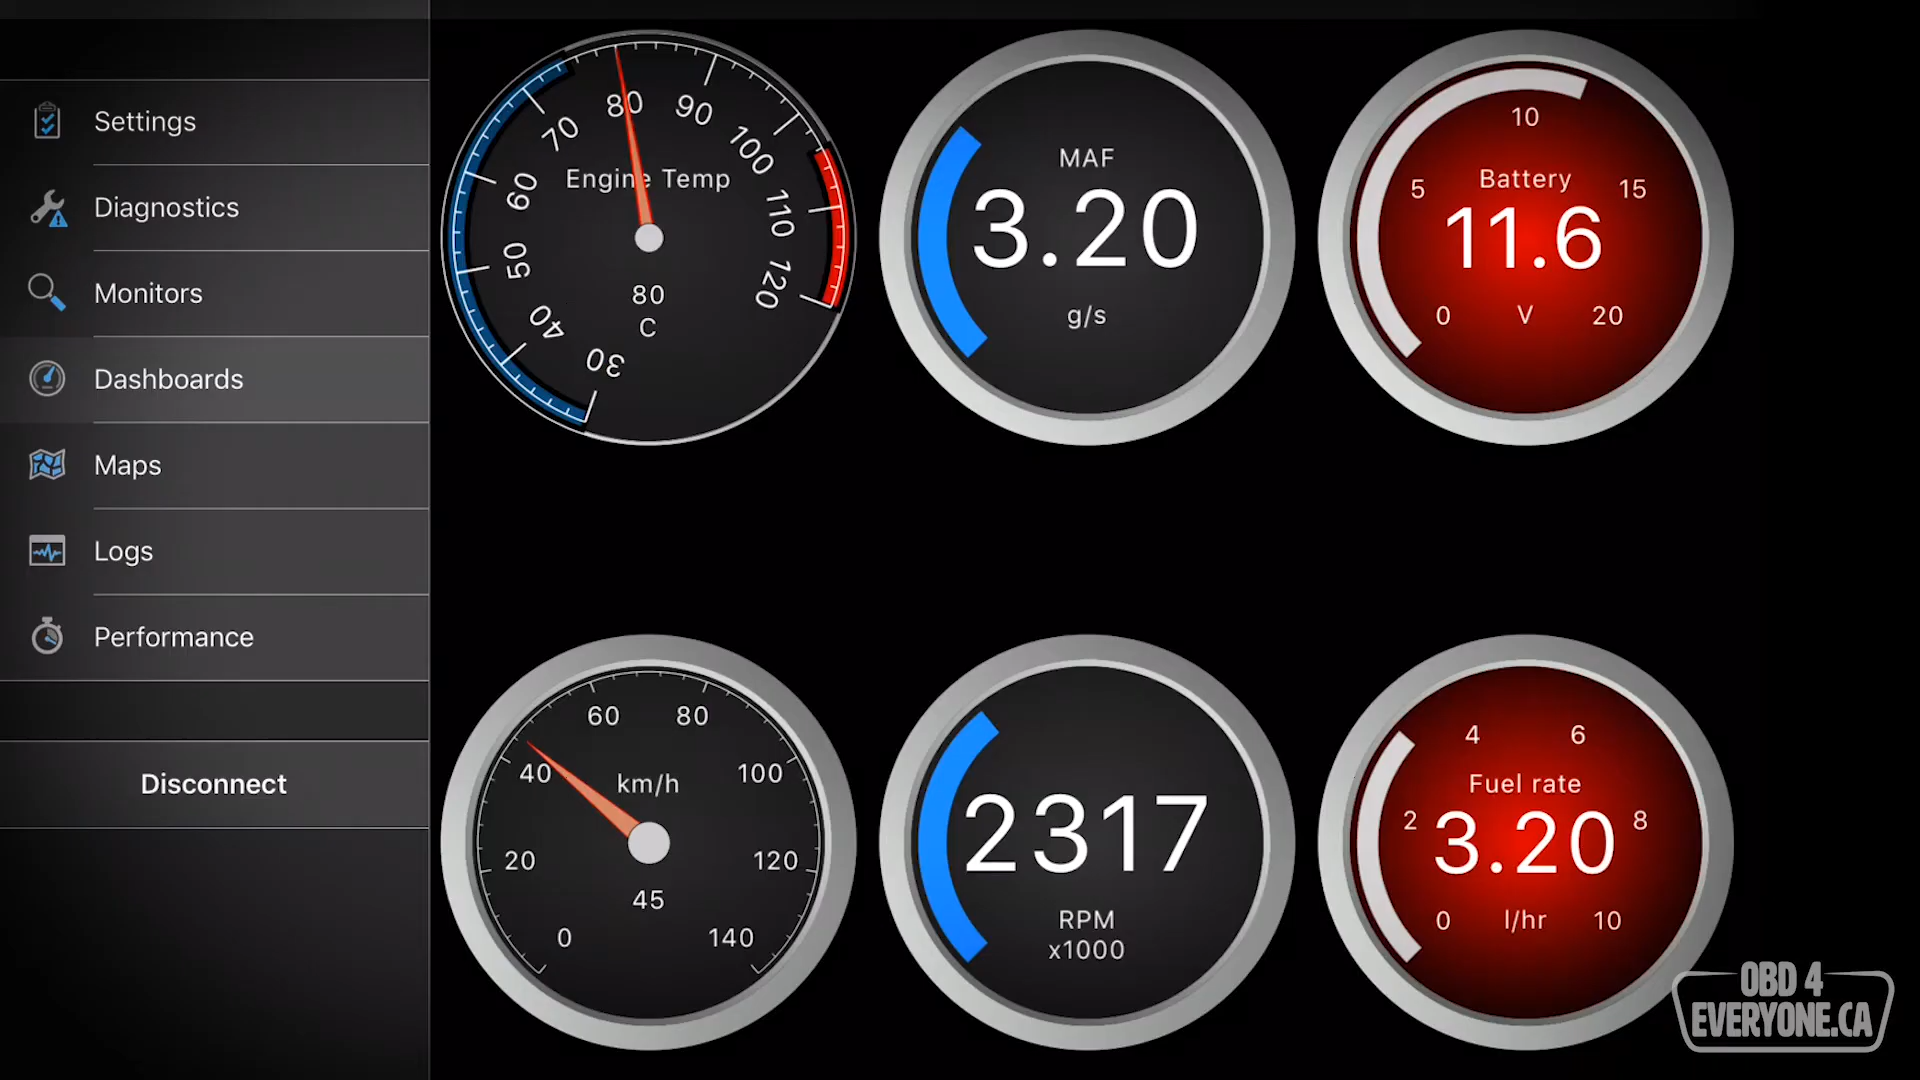 Settings
Diagnostics
Monitors
Dashboards
Maps
Logs
Performance
Disconnect
30 40 50 60 70 80 90 100 110 120
Engine Temp
80
C
MAF
3.20
g/s
0 5 10 15 20
Battery
11.6
V
0 20 40 60 80 100 120 140
km/h
45
2317
RPM
x1000
0 2 4 6 8 10
Fuel rate
3.20
l/hr
OBD 4
EVERYONE.CA